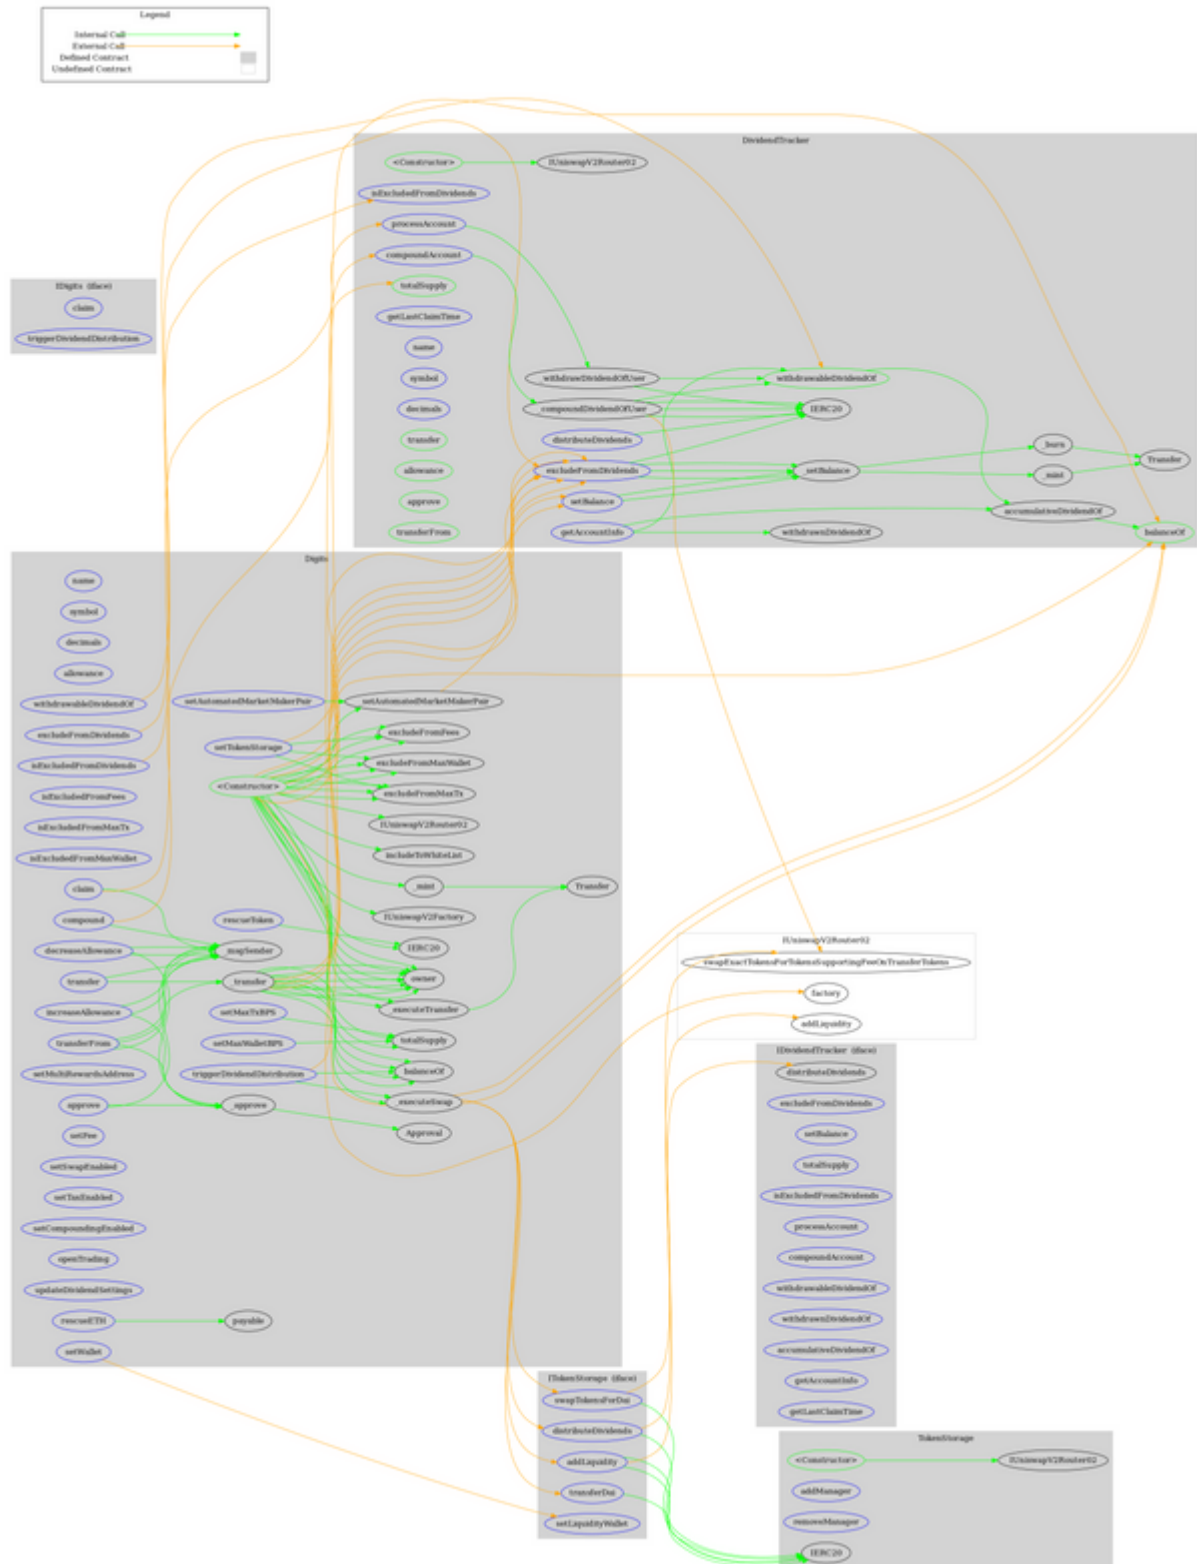 Legend
Internal Call
External Call
Defined Contract
Undefined Contract
DividendTracker
<Constructor>
IUniswapV2Router02
isExcludedFromDividends
processAccount
compoundAccount
totalSupply
getLastClaimTime
name
symbol
decimals
transfer
allowance
approve
transferFrom
_withdrawDividendOfUser
_compoundDividendOfUser
distributeDividends
excludeFromDividends
setBalance
getAccountInfo
withdrawableDividendOf
IERC20
_setBalance
withdrawnDividendOf
_burn
_mint
accumulativeDividendOf
Transfer
balanceOf
IDigits (iface)
claim
triggerDividendDistribution
Digits
name
symbol
decimals
allowance
withdrawableDividendOf
excludeFromDividends
isExcludedFromDividends
isExcludedFromFees
isExcludedFromMaxTx
isExcludedFromMaxWallet
claim
compound
decreaseAllowance
transfer
increaseAllowance
transferFrom
setMultiRewardsAddress
approve
setFee
setSwapEnabled
setTaxEnabled
setCompoundingEnabled
openTrading
updateDividendSettings
rescueETH
setWallet
setAutomatedMarketMakerPair
setTokenStorage
<Constructor>
rescueToken
_msgSender
_transfer
setMaxTxBPS
setMaxWalletBPS
triggerDividendDistribution
_approve
payable
_setAutomatedMarketMakerPair
excludeFromFees
excludeFromMaxWallet
excludeFromMaxTx
IUniswapV2Router02
includeToWhiteList
_mint
IUniswapV2Factory
IERC20
owner
_executeTransfer
totalSupply
balanceOf
_executeSwap
Approval
Transfer
IUniswapV2Router02
swapExactTokensForTokensSupportingFeeOnTransferTokens
factory
addLiquidity
IDividendTracker (iface)
distributeDividends
excludeFromDividends
setBalance
totalSupply
isExcludedFromDividends
processAccount
compoundAccount
withdrawableDividendOf
withdrawnDividendOf
accumulativeDividendOf
getAccountInfo
getLastClaimTime
ITokenStorage (iface)
swapTokensForDai
distributeDividends
addLiquidity
transferDai
setLiquidityWallet
TokenStorage
<Constructor>
IUniswapV2Router02
addManager
removeManager
IERC20